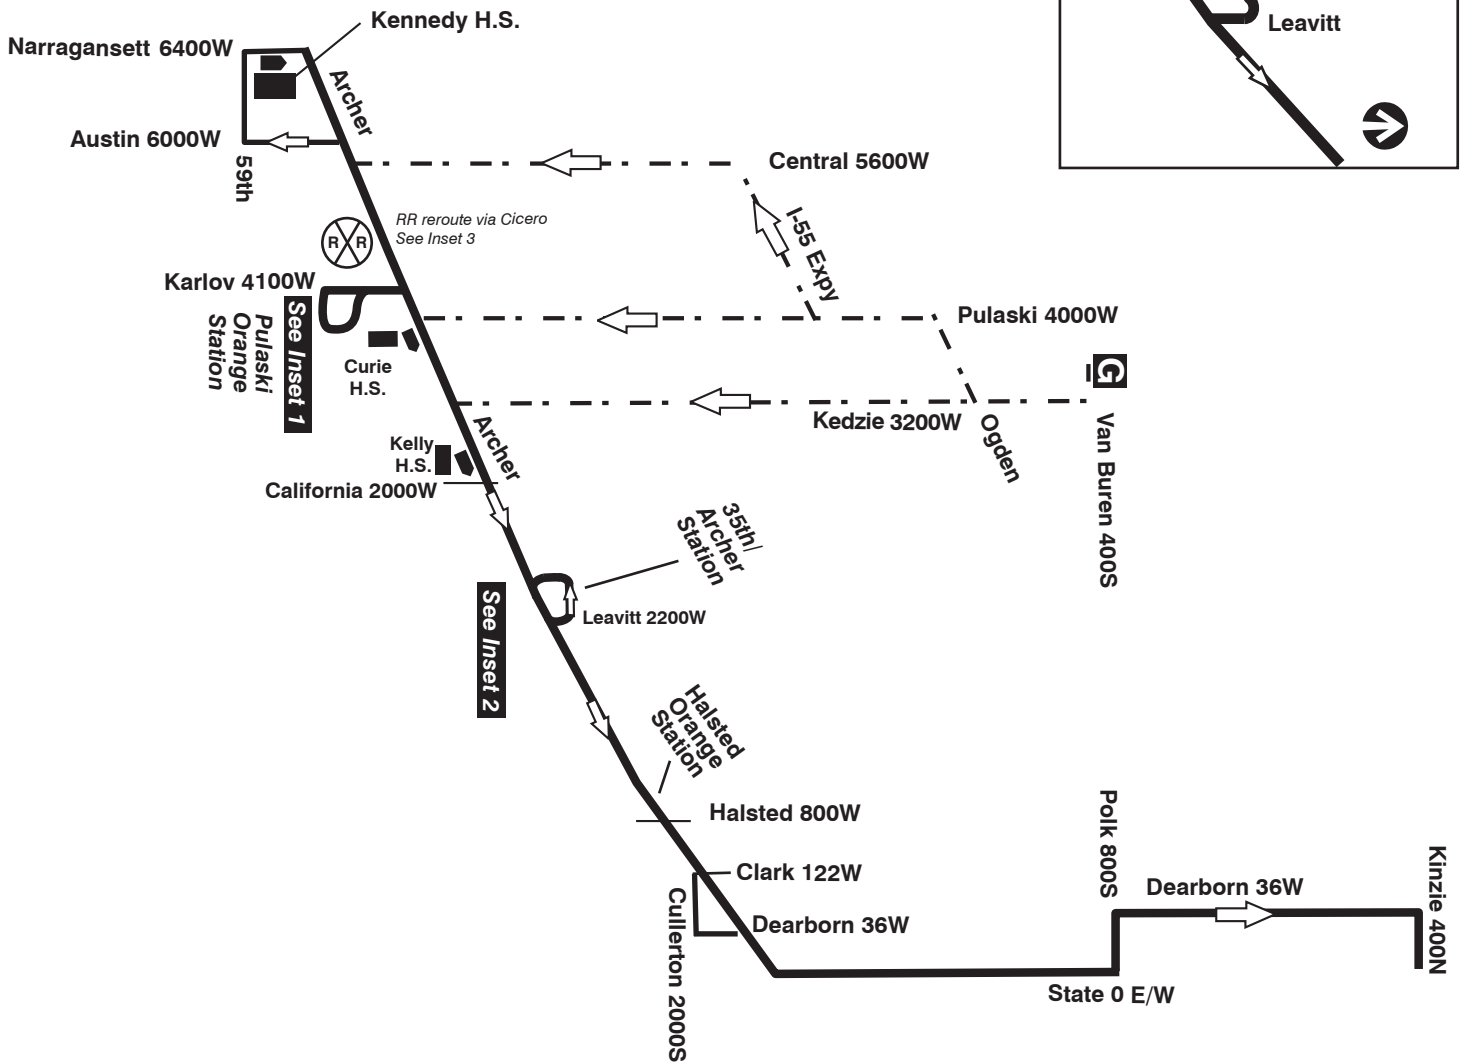 Kennedy H.S.
Narragansett 6400W
Leavitt
Archer
Austin 6000W
59th
Central 5600W
RR reroute via Cicero
See Inset 3
R R
I-55 Expy
Karlov 4100W
See Inset 1
Pulaski
Orange
Station
Pulaski 4000W
Curie
H.S.
G
Kedzie 3200W
Ogden
Van Buren 400S
Archer
Kelly
H.S.
California 2000W
35th/
Archer
Station
See Inset 2
Leavitt 2200W
Halsted
Orange
Station
Halsted 800W
Polk 800S
Clark 122W
Cullerton 2000S
Dearborn 36W
Dearborn 36W
Kinzie 400N
State 0 E/W